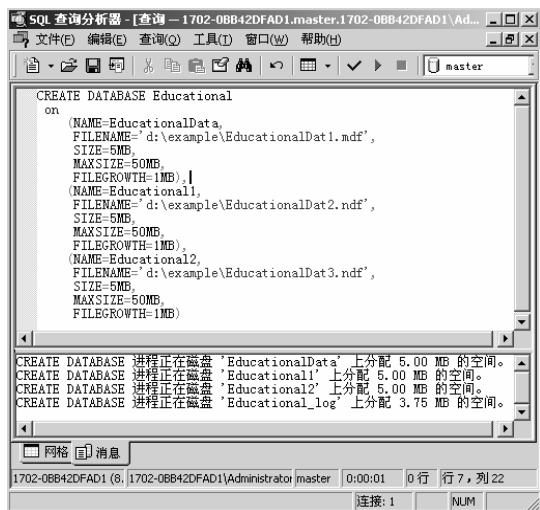 SQL 查询分析器 - [查询 — 1702-0BB42DFAD1.master.1702-0BB42DFAD1\Ad...
文件(F) 编辑(E) 查询(Q) 工具(T) 窗口(W) 帮助(H)
master
CREATE DATABASE Educational
on
(NAME=EducationalData,
FILENAME='d:\example\EducationalDat1.mdf',
SIZE=5MB,
MAXSIZE=50MB,
FILEGROWTH=1MB),
(NAME=Educational1,
FILENAME='d:\example\EducationalDat2.ndf',
SIZE=5MB,
MAXSIZE=50MB,
FILEGROWTH=1MB),
(NAME=Educational2,
FILENAME='d:\example\EducationalDat3.ndf',
SIZE=5MB,
MAXSIZE=50MB,
FILEGROWTH=1MB)
CREATE DATABASE 进程正在磁盘 'EducationalData' 上分配 5.00 MB 的空间。
CREATE DATABASE 进程正在磁盘 'Educational1' 上分配 5.00 MB 的空间。
CREATE DATABASE 进程正在磁盘 'Educational2' 上分配 5.00 MB 的空间。
CREATE DATABASE 进程正在磁盘 'Educational_log' 上分配 3.75 MB 的空间。
网格 消息
1702-0BB42DFAD1 (8. 1702-0BB42DFAD1\Administrator master 0:00:01 0 行 行 7, 列 22
连接: 1 NUM